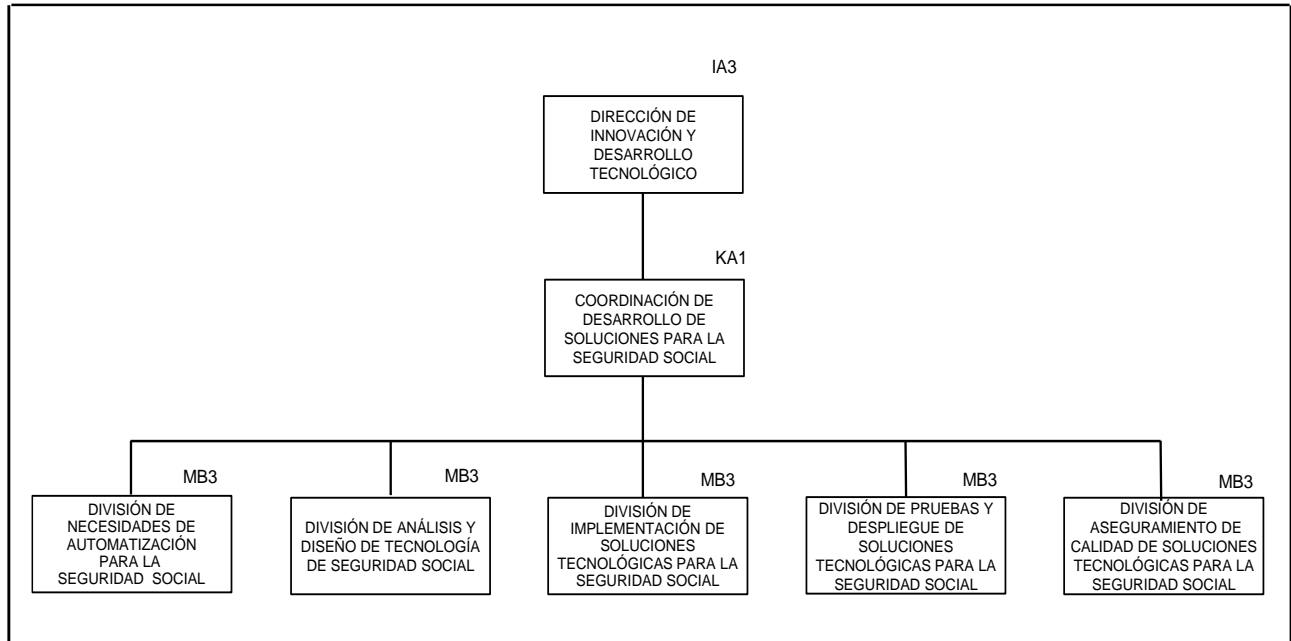 IA3
DIRECCIÓN DE
INNOVACIÓN Y
DESARROLLO
TECNOLÓGICO
KA1
COORDINACIÓN DE
DESARROLLO DE
SOLUCIONES PARA LA
SEGURIDAD SOCIAL
MB3
DIVISIÓN DE
NECESIDADES DE
AUTOMATIZACIÓN
PARA LA
SEGURIDAD SOCIAL
MB3
DIVISIÓN DE ANÁLISIS Y
DISEÑO DE TECNOLOGÍA
DE SEGURIDAD SOCIAL
MB3
DIVISIÓN DE
IMPLEMENTACIÓN DE
SOLUCIONES
TECNOLÓGICAS PARA LA
SEGURIDAD SOCIAL
MB3
DIVISIÓN DE PRUEBAS Y
DESPLIEGUE DE
SOLUCIONES
TECNOLÓGICAS PARA LA
SEGURIDAD SOCIAL
MB3
DIVISIÓN DE
ASEGURAMIENTO DE
CALIDAD DE SOLUCIONES
TECNOLÓGICAS PARA LA
SEGURIDAD SOCIAL